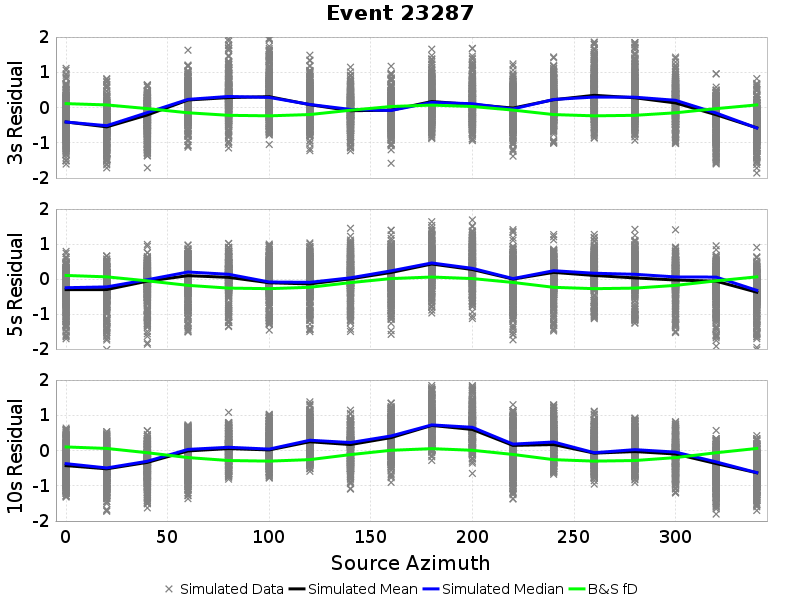 Event 23287
3s Residual
2
1
0
-1
-2
5s Residual
2
1
0
-1
-2
10s Residual
2
1
0
-1
-2
0 50 100 150 200 250 300
Source Azimuth
Simulated Data Simulated Mean Simulated Median B&S fD